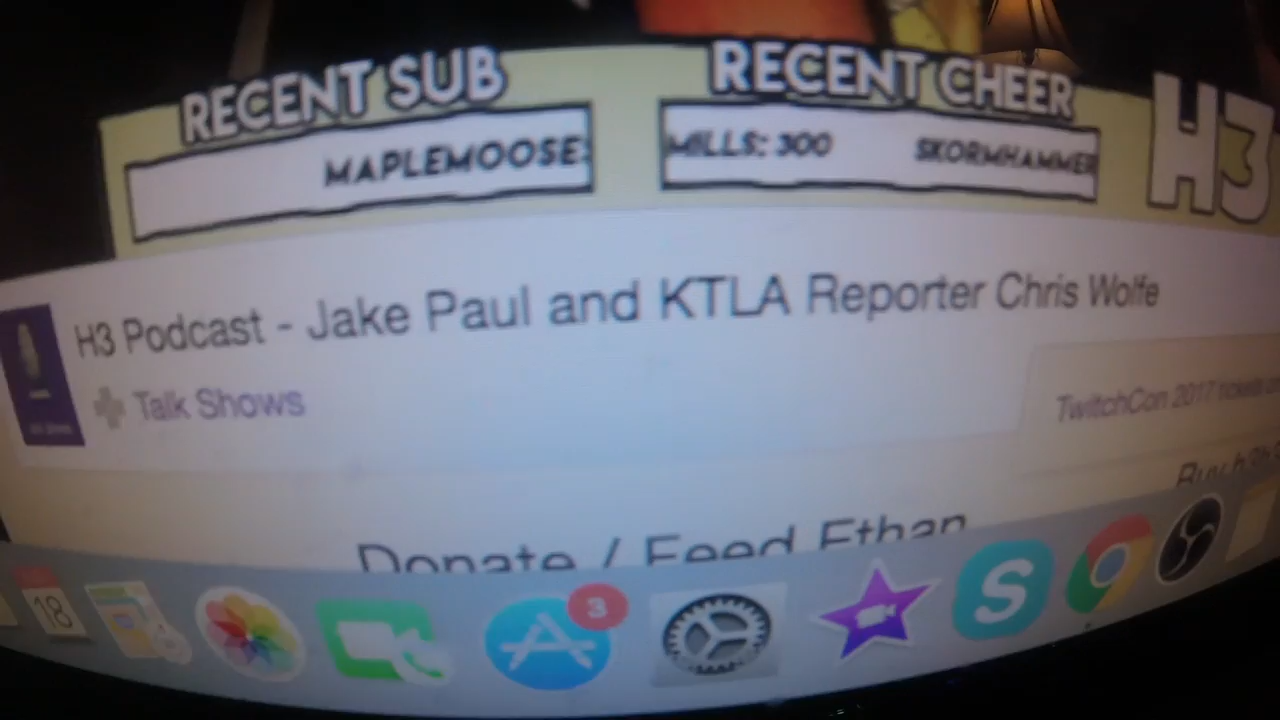 RECENT SUB
RECENT CHEER
MAPLEMOOSE:
MILLS: 300 SKORMHAMMER
H3
H3 Podcast - Jake Paul and KTLA Reporter Chris Wolfe
Talk Shows
TwitchCon 2017 tickets
Donate / Feed Ethan
18
3
S